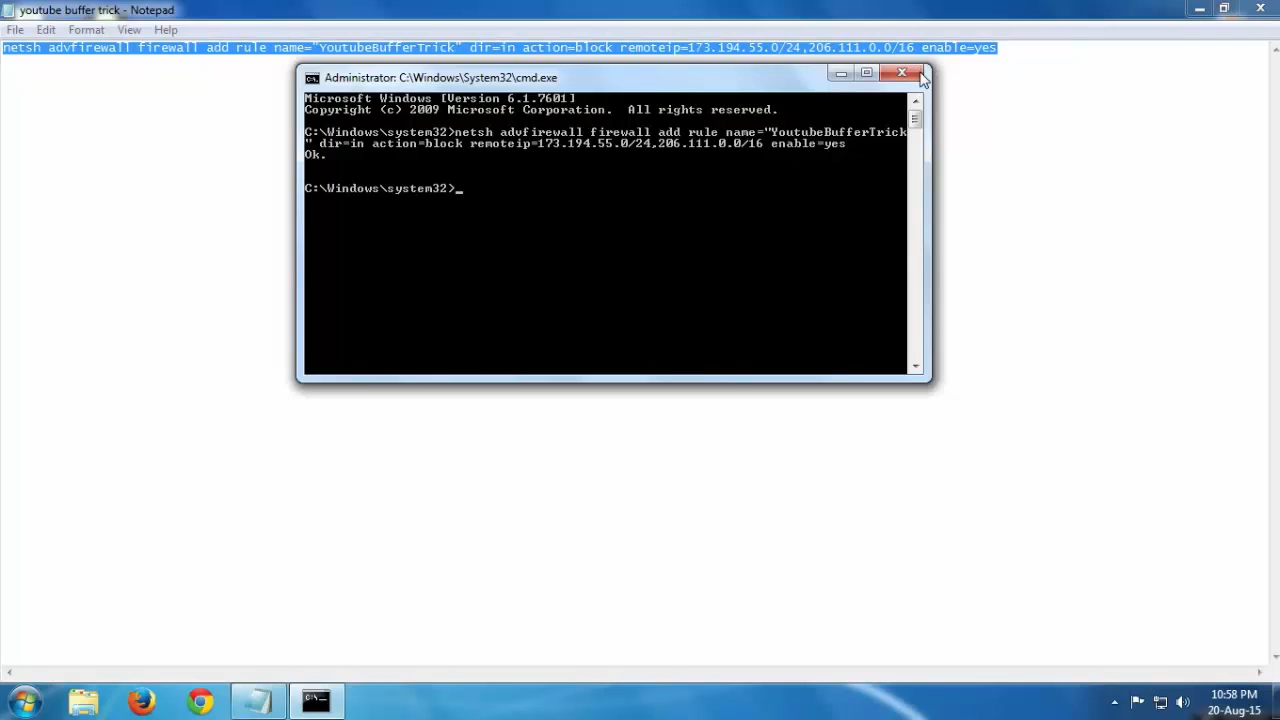 youtube buffer trick - Notepad
File Edit Format View Help
netsh advfirewall firewall add rule name="YoutubeBufferTrick" dir=in action=block remoteip=173.194.55.0/24,206.111.0.0/16 enable=yes
Administrator: C:\Windows\System32\cmd.exe
Microsoft Windows [Version 6.1.7601]
Copyright (c) 2009 Microsoft Corporation.  All rights reserved.
C:\Windows\system32>netsh advfirewall firewall add rule name="YoutubeBufferTrick
" dir=in action=block remoteip=173.194.55.0/24,206.111.0.0/16 enable=yes
Ok.
C:\Windows\system32>_
10:58 PM
20-Aug-15